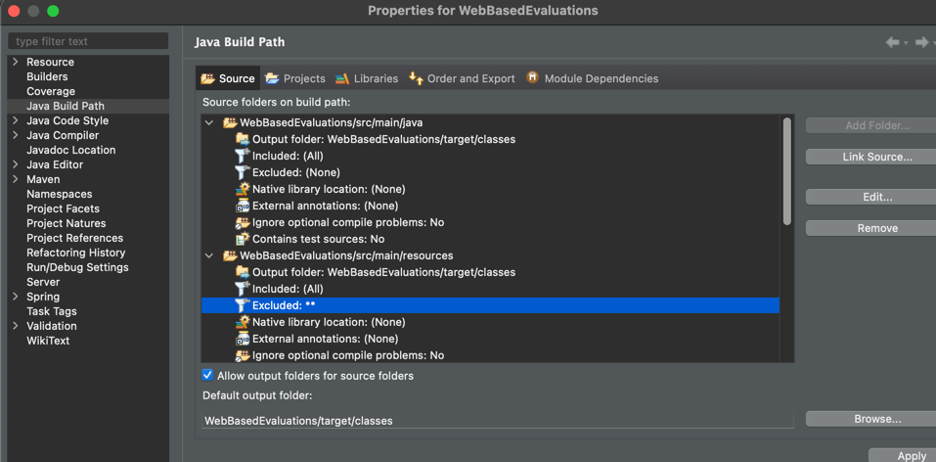 Properties for WebBasedEvaluations
type filter text
Resource
Builders
Coverage
Java Build Path
Java Code Style
Java Compiler
Javadoc Location
Java Editor
Maven
Namespaces
Project Facets
Project Natures
Project References
Refactoring History
Run/Debug Settings
Server
Spring
Task Tags
Validation
WikiText
Java Build Path
Source Projects Libraries Order and Export Module Dependencies
Source folders on build path:
WebBasedEvaluations/src/main/java
Output folder: WebBasedEvaluations/target/classes
Included: (All)
Excluded: (None)
Native library location: (None)
External annotations: (None)
Ignore optional compile problems: No
Contains test sources: No
WebBasedEvaluations/src/main/resources
Output folder: WebBasedEvaluations/target/classes
Included: (All)
Excluded: **
Native library location: (None)
External annotations: (None)
Ignore optional compile problems: No
Add Folder...
Link Source...
Edit...
Remove
Allow output folders for source folders
Default output folder:
WebBasedEvaluations/target/classes
Browse...
Apply